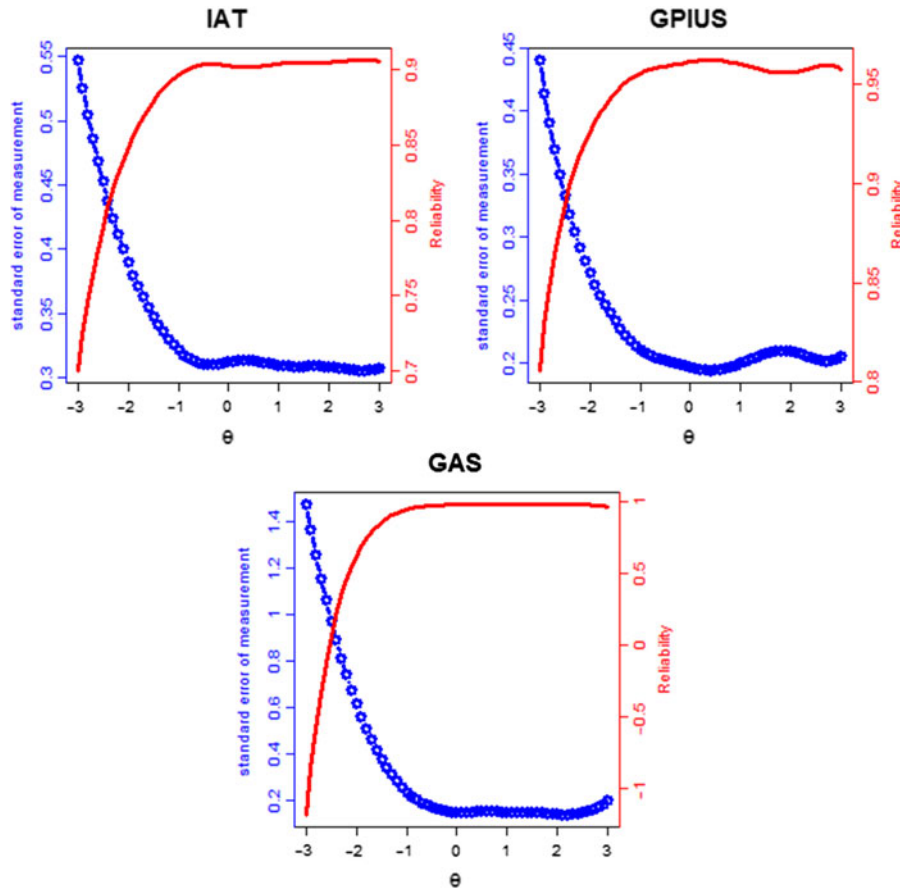 IAT
standard error of measurement
0.3 0.35 0.4 0.45 0.5 0.55
Reliability
0.7 0.75 0.8 0.85 0.9
-3 -2 -1 0 1 2 3
θ
GPIUS
standard error of measurement
0.2 0.25 0.3 0.35 0.4 0.45
Reliability
0.8 0.85 0.9 0.95
-3 -2 -1 0 1 2 3
θ
GAS
standard error of measurement
0.2 0.4 0.6 0.8 1 1.2 1.4
Reliability
-1 -0.5 0 0.5 1
-3 -2 -1 0 1 2 3
θ